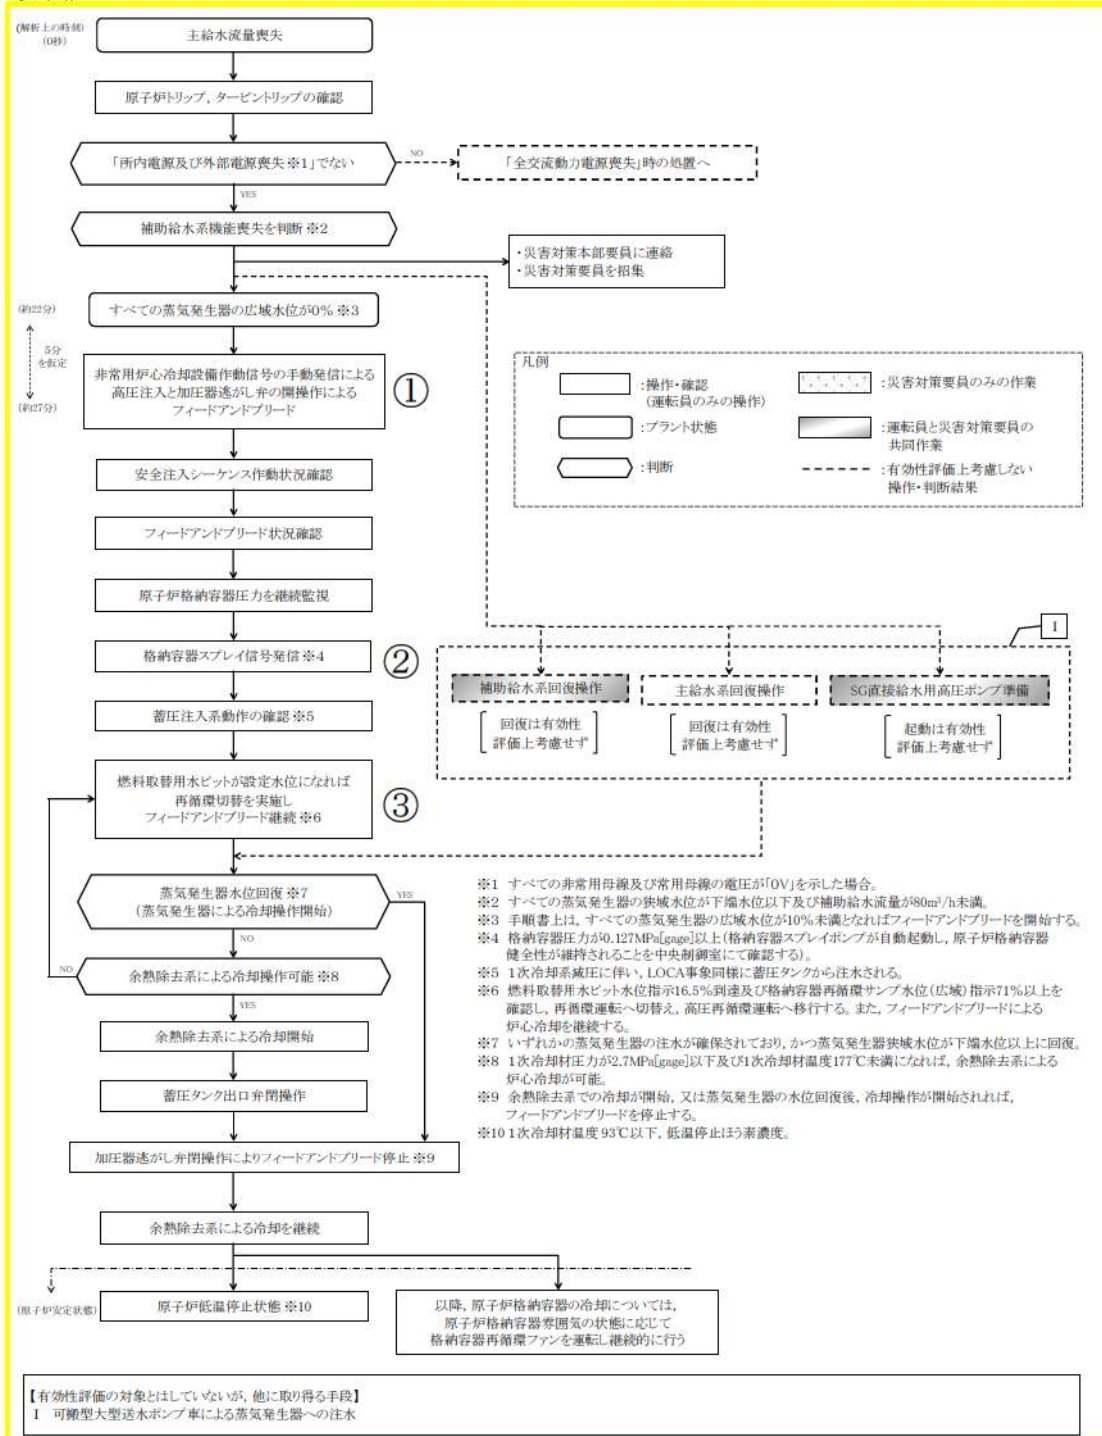 (解析上の時刻)
(0秒)
主給水流量喪失
原子炉トリップ，タービントリップの確認
「所内電源及び外部電源喪失※1」でない
NO
「全交流動力電源喪失」時の処置へ
YES
補助給水系機能喪失を判断※2
・災害対策本部要員に連絡
・災害対策要員を招集
(約22分)
すべての蒸気発生器の広域水位が0% ※3
5分
を仮定
(約27分)
非常用炉心冷却設備作動信号の手動発信による
高圧注入と加圧器逃がし弁の開操作による
フィードアンドブリード
①
凡例
:操作・確認
(運転員のみの操作)
:プラント状態
:判断
:災害対策要員のみの作業
:運転員と災害対策要員の
共同作業
:有効性評価上考慮しない
操作・判断結果
安全注入シーケンス作動状況確認
フィードアンドブリード状況確認
原子炉格納容器圧力を継続監視
格納容器スプレイ信号発信※4
②
蓄圧注入系動作の確認※5
I
補助給水系回復操作
回復は有効性
評価上考慮せず
主給水系回復操作
回復は有効性
評価上考慮せず
SG直接給水用高圧ポンプ準備
起動は有効性
評価上考慮せず
燃料取替用水ピットが設定水位になれば
再循環切替を実施し
フィードアンドブリード継続※6
③
蒸気発生器水位回復※7
(蒸気発生器による冷却操作開始)
YES
NO
余熱除去系による冷却操作可能※8
NO
YES
余熱除去系による冷却開始
蓄圧タンク出口弁閉操作
加圧器逃がし弁閉操作によりフィードアンドブリード停止※9
余熱除去系による冷却を継続
(原子炉安定状態)
原子炉低温停止状態※10
以降，原子炉格納容器の冷却については，
原子炉格納容器雰囲気の状態に応じて
格納容器再循環ファンを運転し継続的に行う
※1 すべての非常用母線及び常用母線の電圧が「0V」を示した場合。
※2 すべての蒸気発生器の狭域水位が下端水位以下及び補助給水流量が80m³/h未満。
※3 手順書上は，すべての蒸気発生器の広域水位が10%未満となればフィードアンドブリードを開始する。
※4 格納容器圧力が0.127MPa[gage]以上(格納容器スプレイポンプが自動起動し，原子炉格納容器
健全性が維持されることを中央制御室にて確認する)。
※5 1次冷却系減圧に伴い，LOCA事象同様に蓄圧タンクから注水される。
※6 燃料取替用水ピット水位指示16.5%到達及び格納容器再循環サンプ水位(広域)指示71%以上を
確認し，再循環運転へ切替え，高圧再循環運転へ移行する。また，フィードアンドブリードによる
炉心冷却を継続する。
※7 いずれかの蒸気発生器の注水が確保されており，かつ蒸気発生器狭域水位が下端水位以上に回復。
※8 1次冷却材圧力が2.7MPa[gage]以下及び1次冷却材温度177℃未満になれば，余熱除去系による
炉心冷却が可能。
※9 余熱除去系での冷却が開始，又は蒸気発生器の水位回復後，冷却操作が開始されれば，
フィードアンドブリードを停止する。
※10 1次冷却材温度93℃以下，低温停止ほう素濃度。
【有効性評価の対象とはしていないが，他に取り得る手段】
I 可搬型大型送水ポンプ車による蒸気発生器への注水